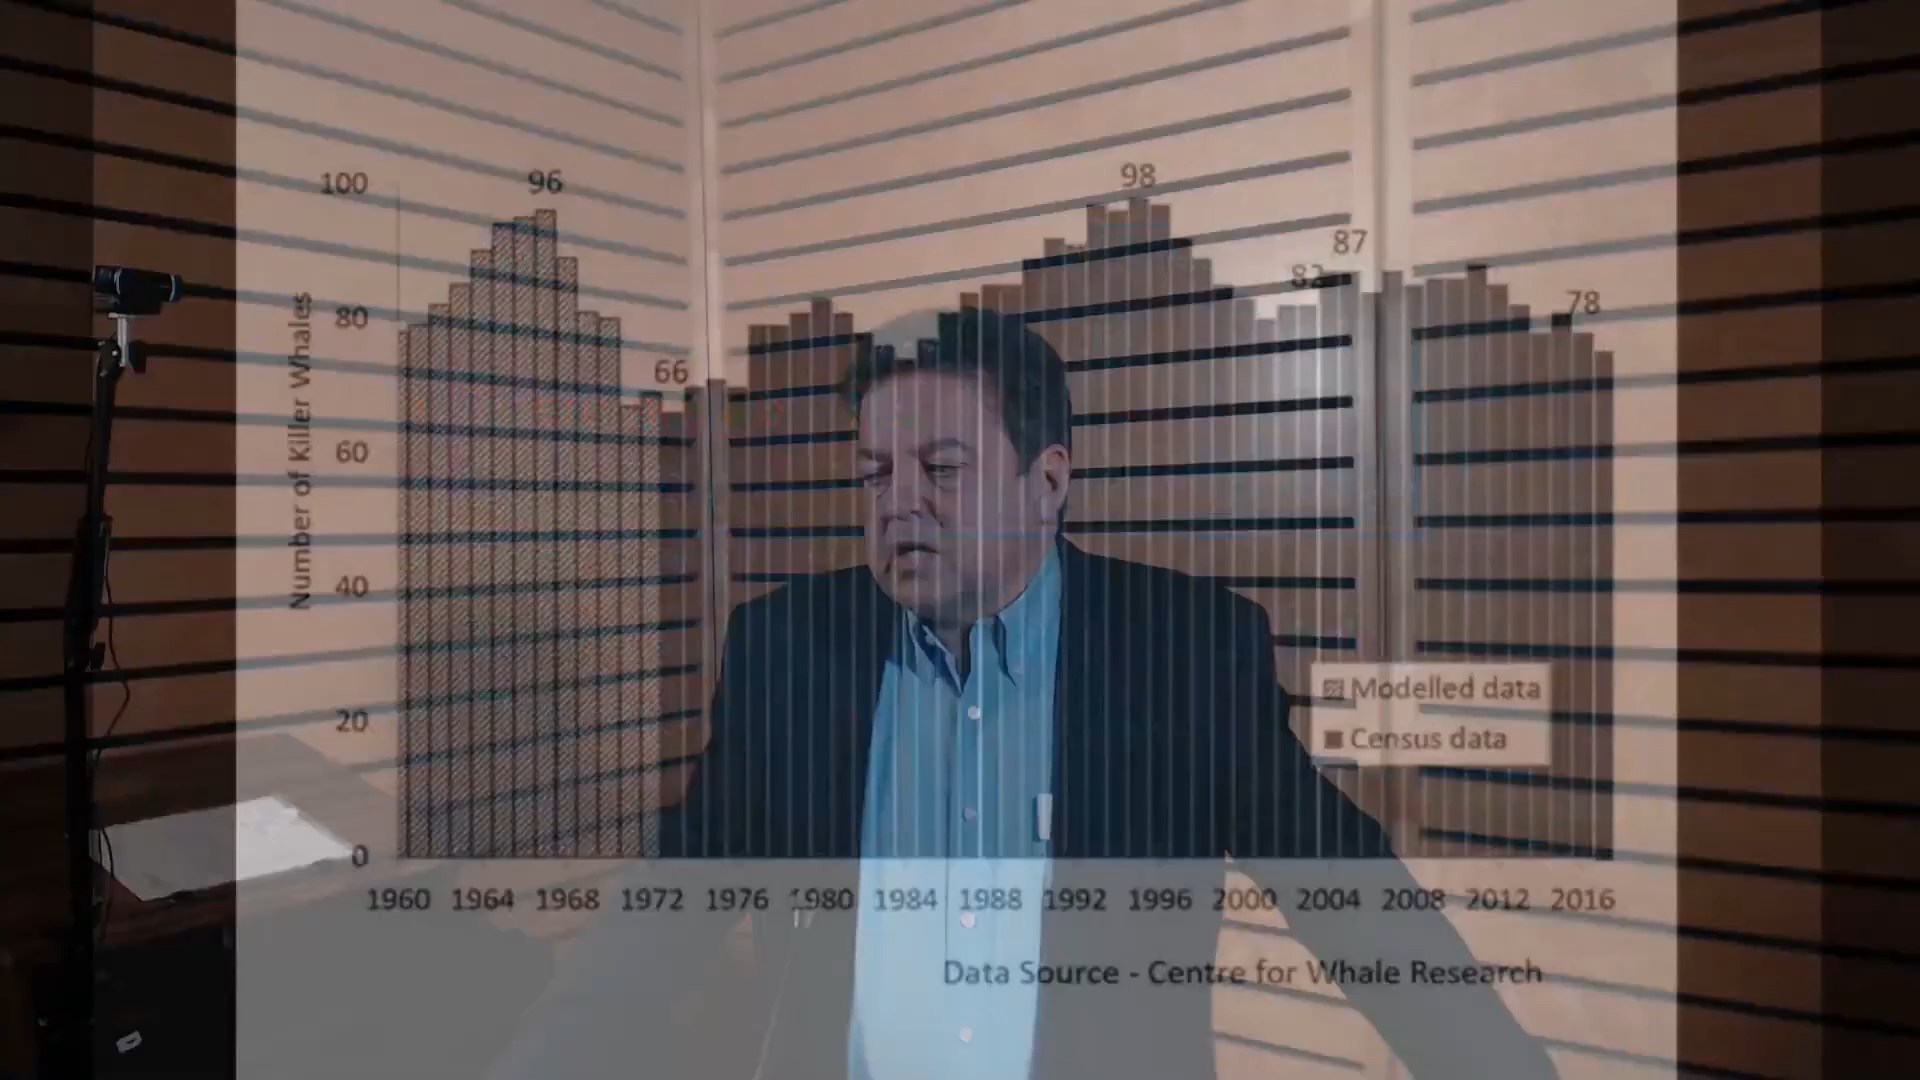 100
96
98
87
82
78
80
66
60
40
20
0
Number of Killer Whales
Modelled data
Census data
1960 1964 1968 1972 1976 1980 1984 1988 1992 1996 2000 2004 2008 2012 2016
Data Source - Centre for Whale Research